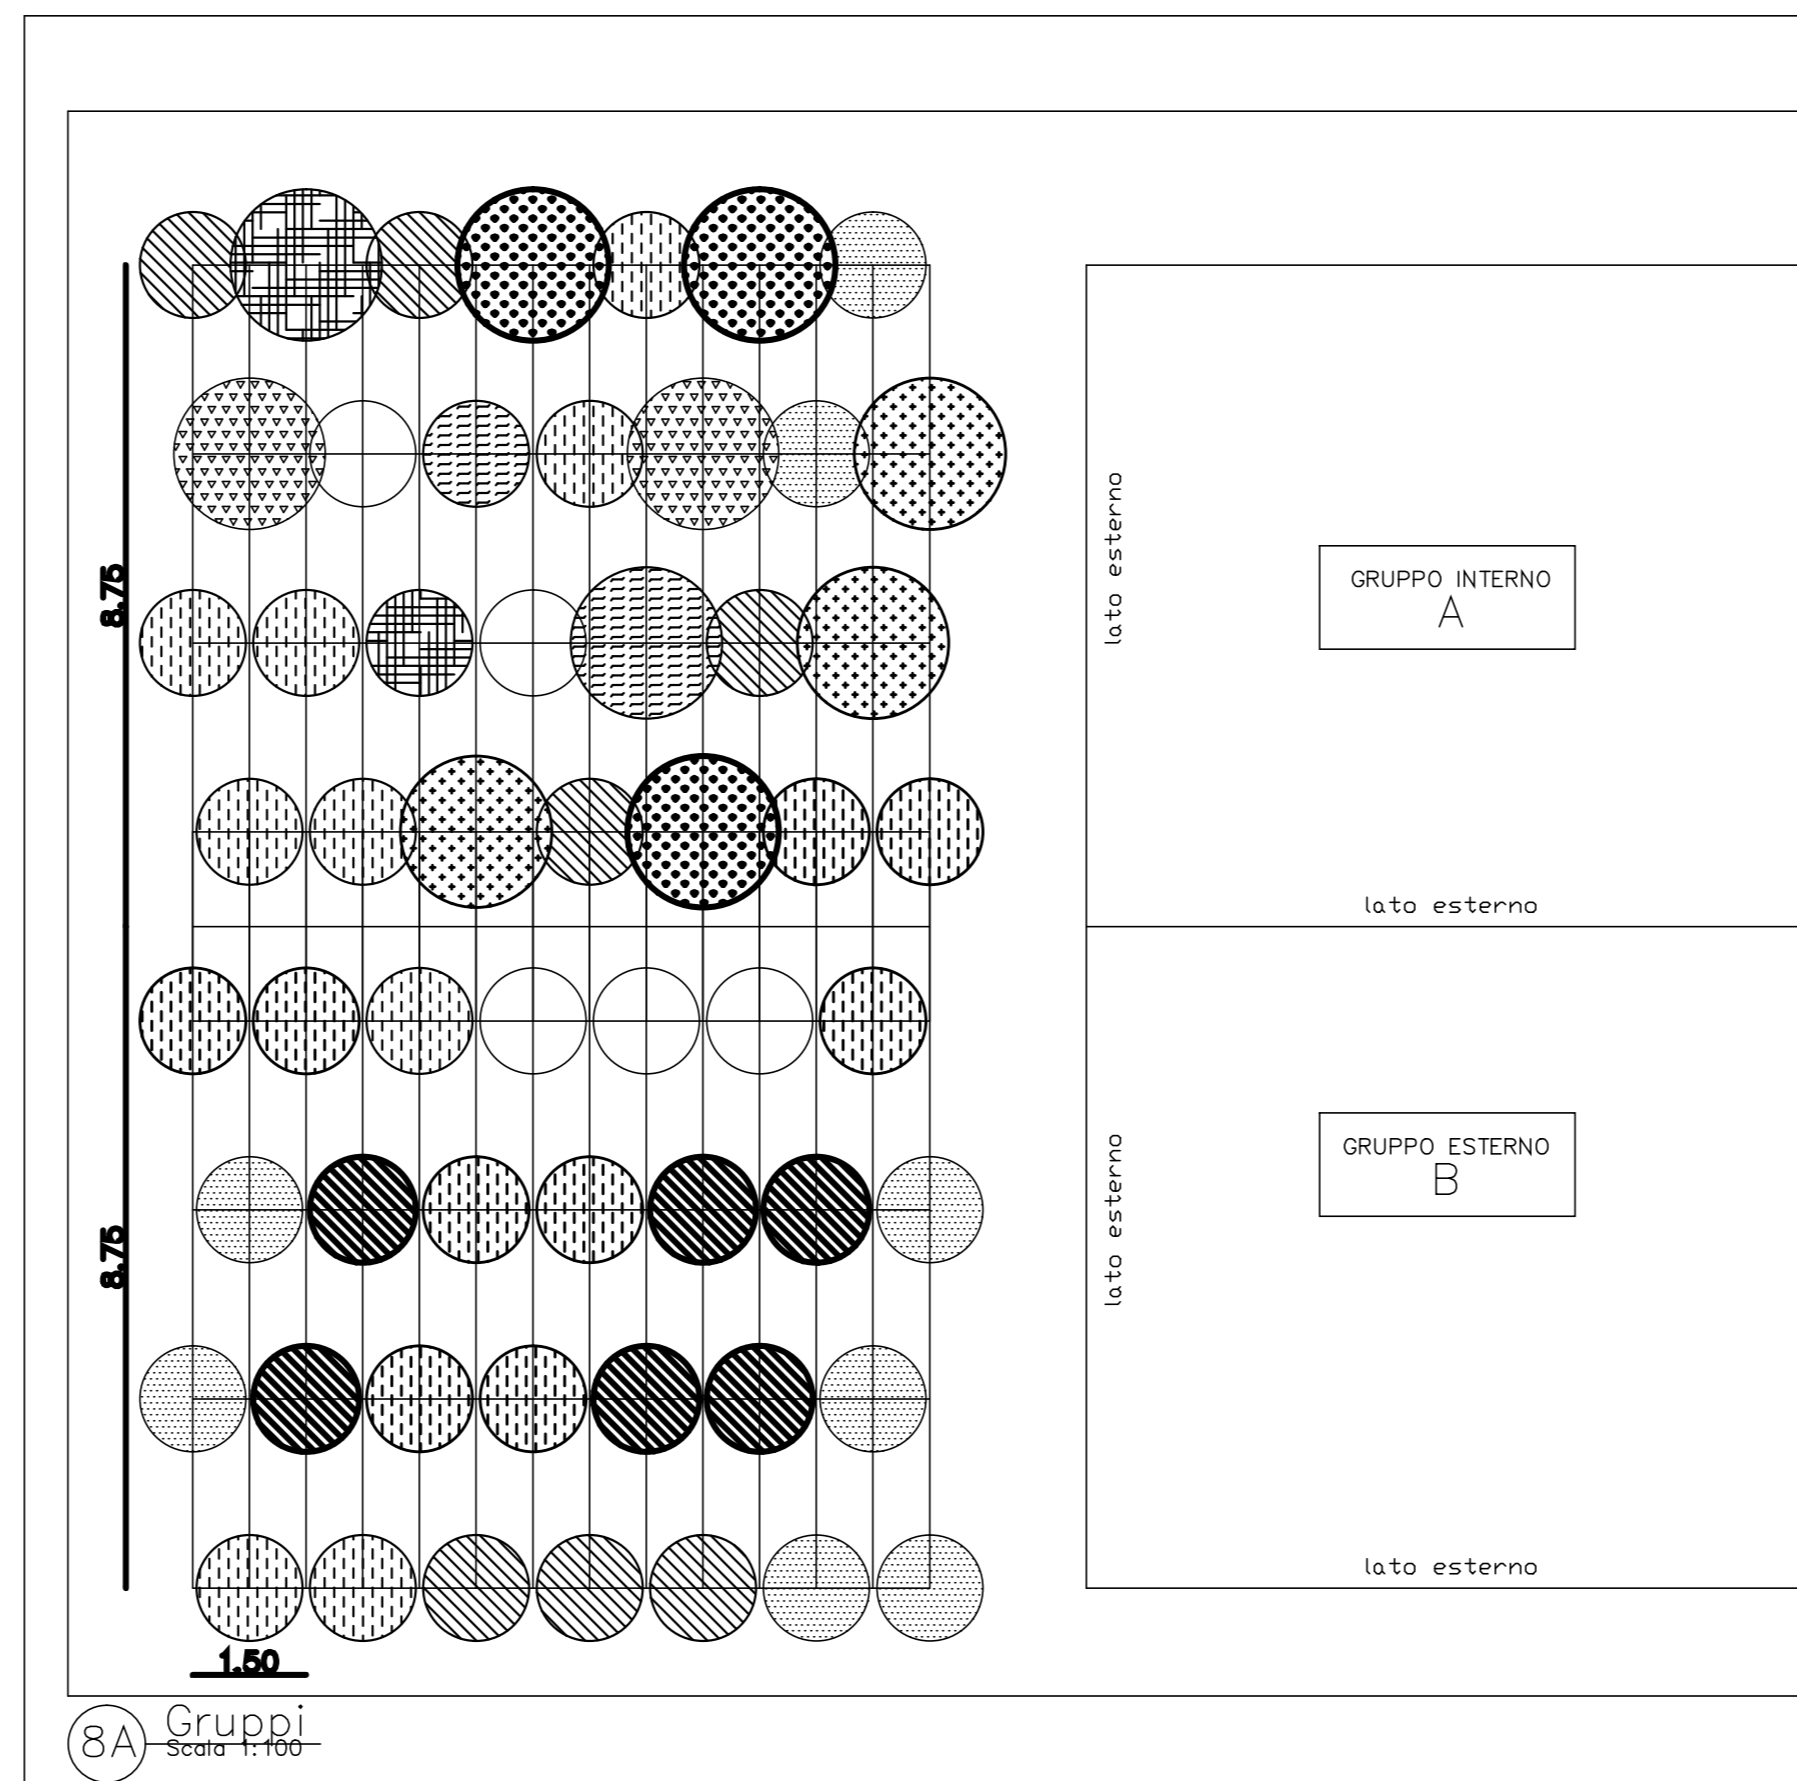 8.75
lato esterno
GRUPPO INTERNO
A
lato esterno
8.75
lato esterno
GRUPPO ESTERNO
B
lato esterno
1.50
8A
Gruppi
Scala 1:100